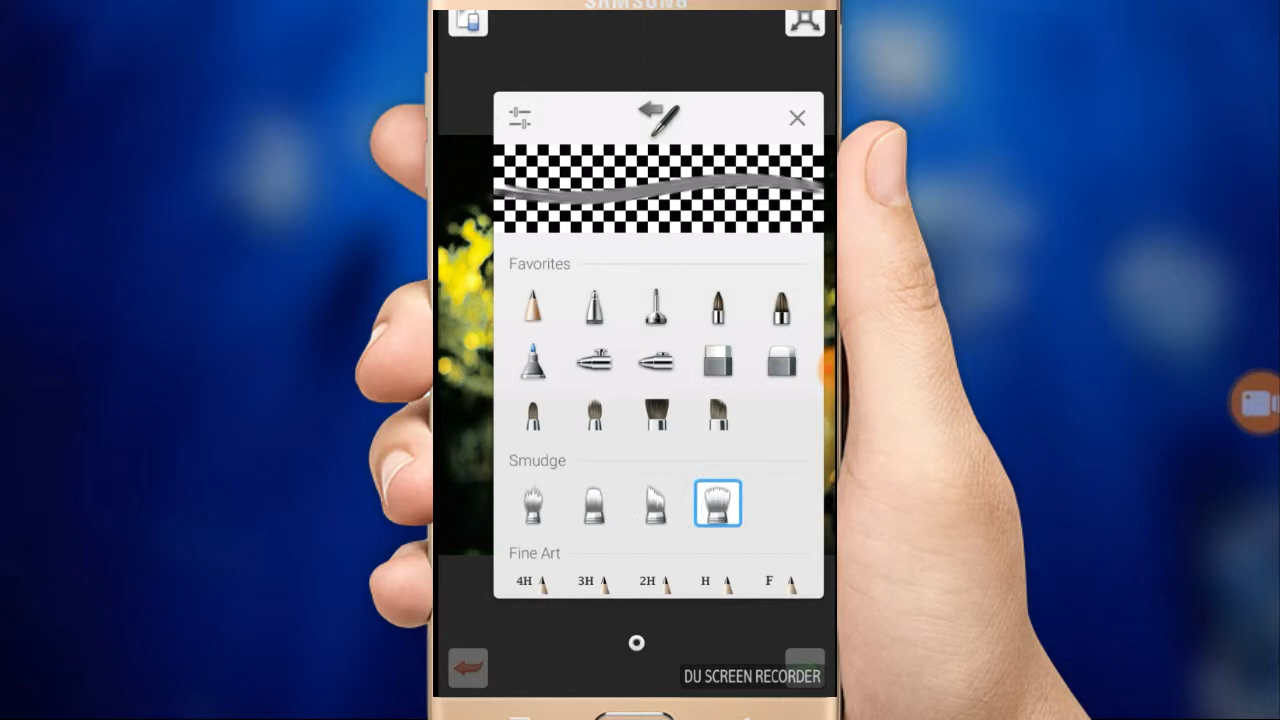 SAMSUNG
Favorites
Smudge
Fine Art
4H 3H 2H H F
DU SCREEN RECORDER